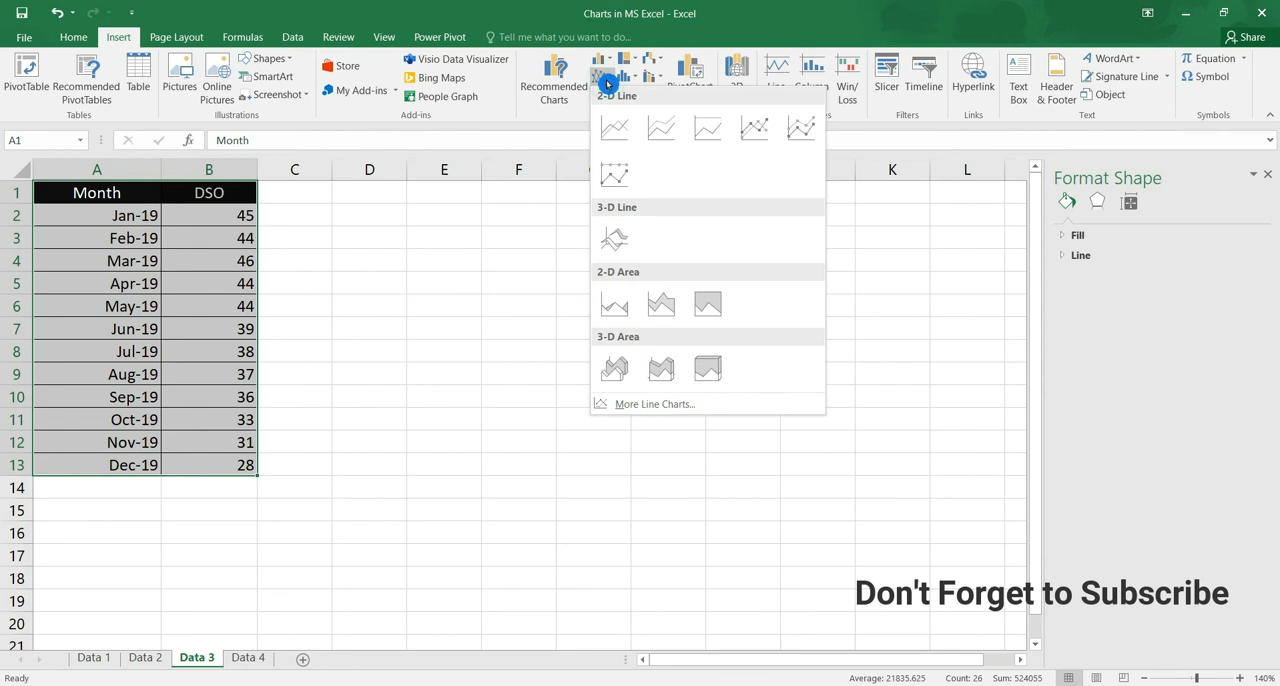 Charts in MS Excel - Excel
File Home Insert Page Layout Formulas Data Review View Power Pivot Tell me what you want to do... Share
PivotTable Recommended PivotTables Table
Tables
Pictures Online Pictures Shapes SmartArt Screenshot
Illustrations
Store My Add-ins Visio Data Visualizer Bing Maps People Graph
Add-ins
Recommended Charts
Win/ Loss
Slicer Timeline
Filters
Hyperlink
Links
Text Box Header & Footer WordArt Signature Line Object
Text
Equation Symbol
Symbols
A1 fx Month
A B C D E F K L
1 Month DSO
2 Jan-19 45
3 Feb-19 44
4 Mar-19 46
5 Apr-19 44
6 May-19 44
7 Jun-19 39
8 Jul-19 38
9 Aug-19 37
10 Sep-19 36
11 Oct-19 33
12 Nov-19 31
13 Dec-19 28
14
15
16
17
18
19
20
21
2-D Line
3-D Line
2-D Area
3-D Area
More Line Charts...
Format Shape
Fill
Line
Don't Forget to Subscribe
Data 1 Data 2 Data 3 Data 4
Ready Average: 21835.625 Count: 26 Sum: 524055 140%